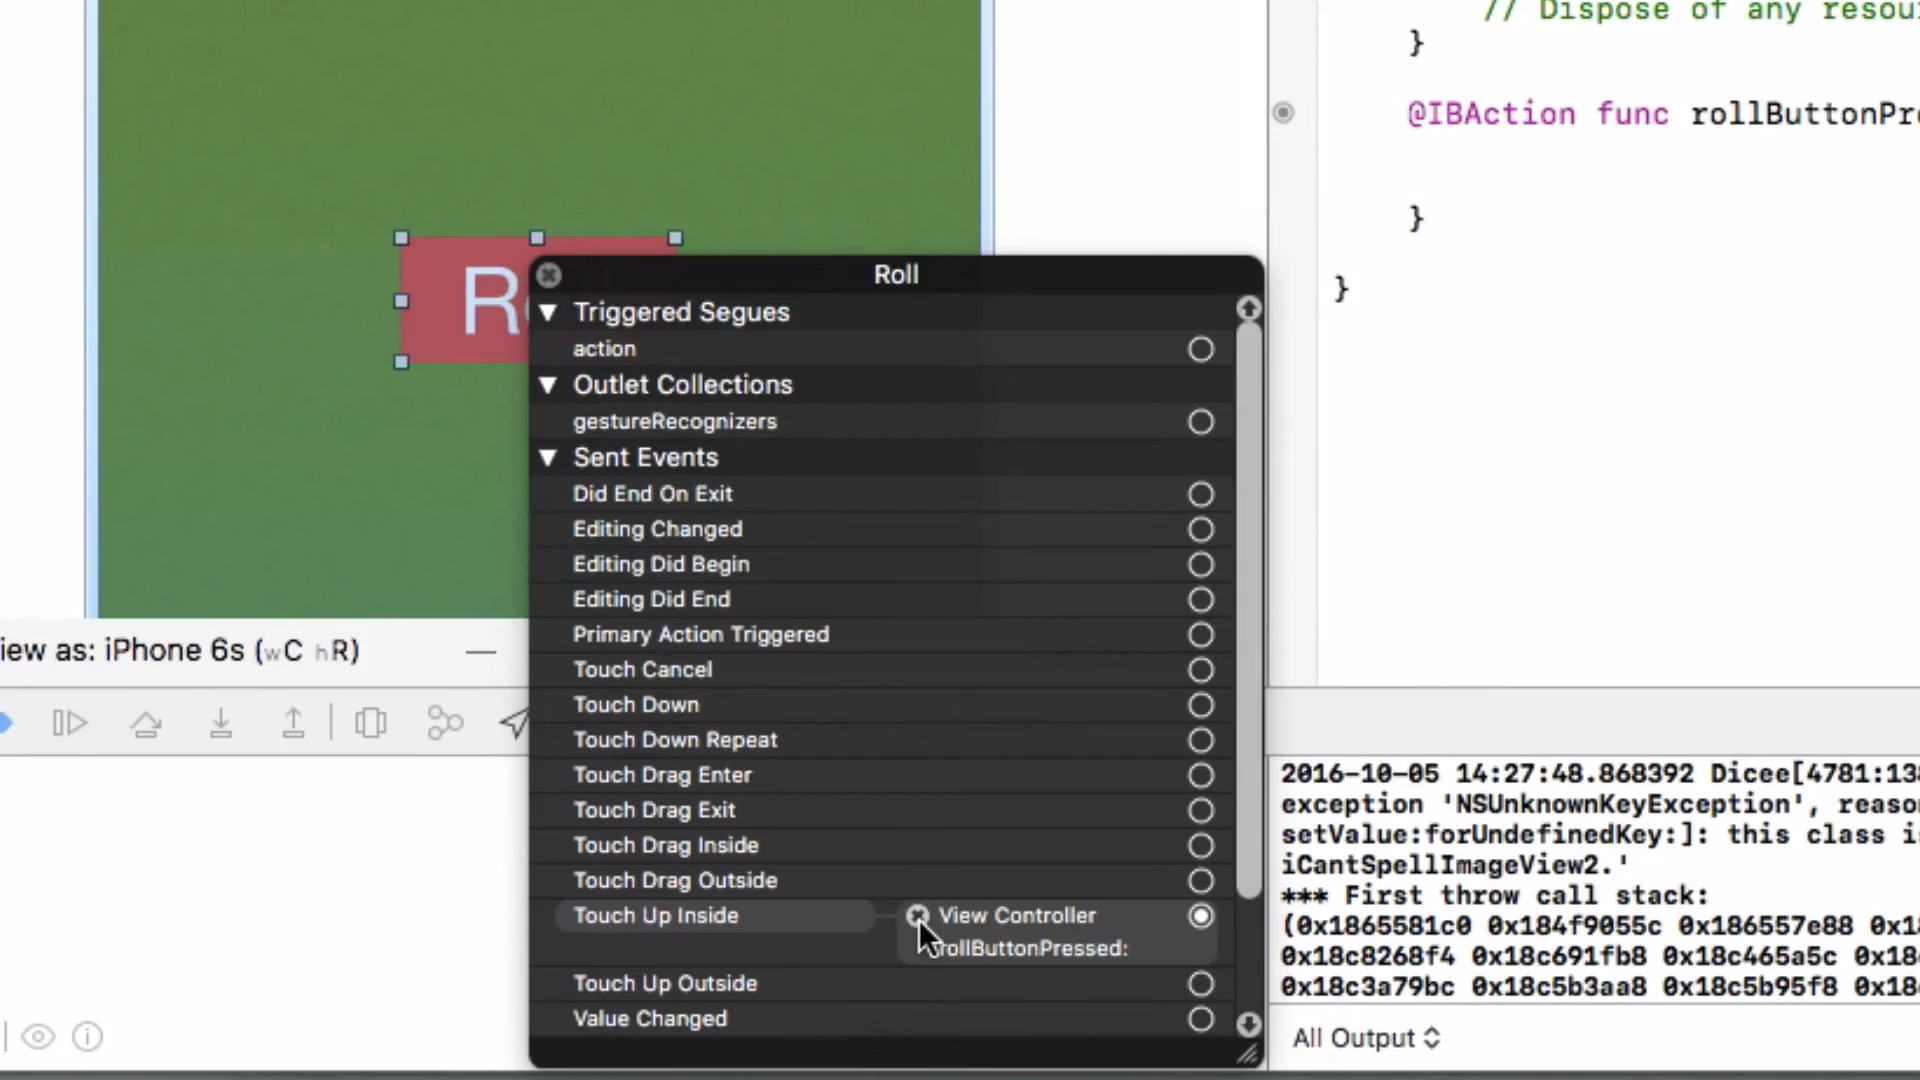 // Dispose of any resou
}
@IBAction func rollButtonPr
}
}
Roll
Triggered Segues
action
Outlet Collections
gestureRecognizers
Sent Events
Did End On Exit
Editing Changed
Editing Did Begin
Editing Did End
Primary Action Triggered
Touch Cancel
Touch Down
Touch Down Repeat
Touch Drag Enter
Touch Drag Exit
Touch Drag Inside
Touch Drag Outside
Touch Up Inside View Controller
rollButtonPressed:
Touch Up Outside
Value Changed
iew as: iPhone 6s (wC hR)
2016-10-05 14:27:48.868392 Dicee[4781:13
exception 'NSUnknownKeyException', reaso
setValue:forUndefinedKey:]: this class i
iCantSpellImageView2.'
*** First throw call stack:
(0x1865581c0 0x184f9055c 0x186557e88 0x1
0x18c8268f4 0x18c691fb8 0x18c465a5c 0x18
0x18c3a79bc 0x18c5b3aa8 0x18c5b95f8 0x18
All Output